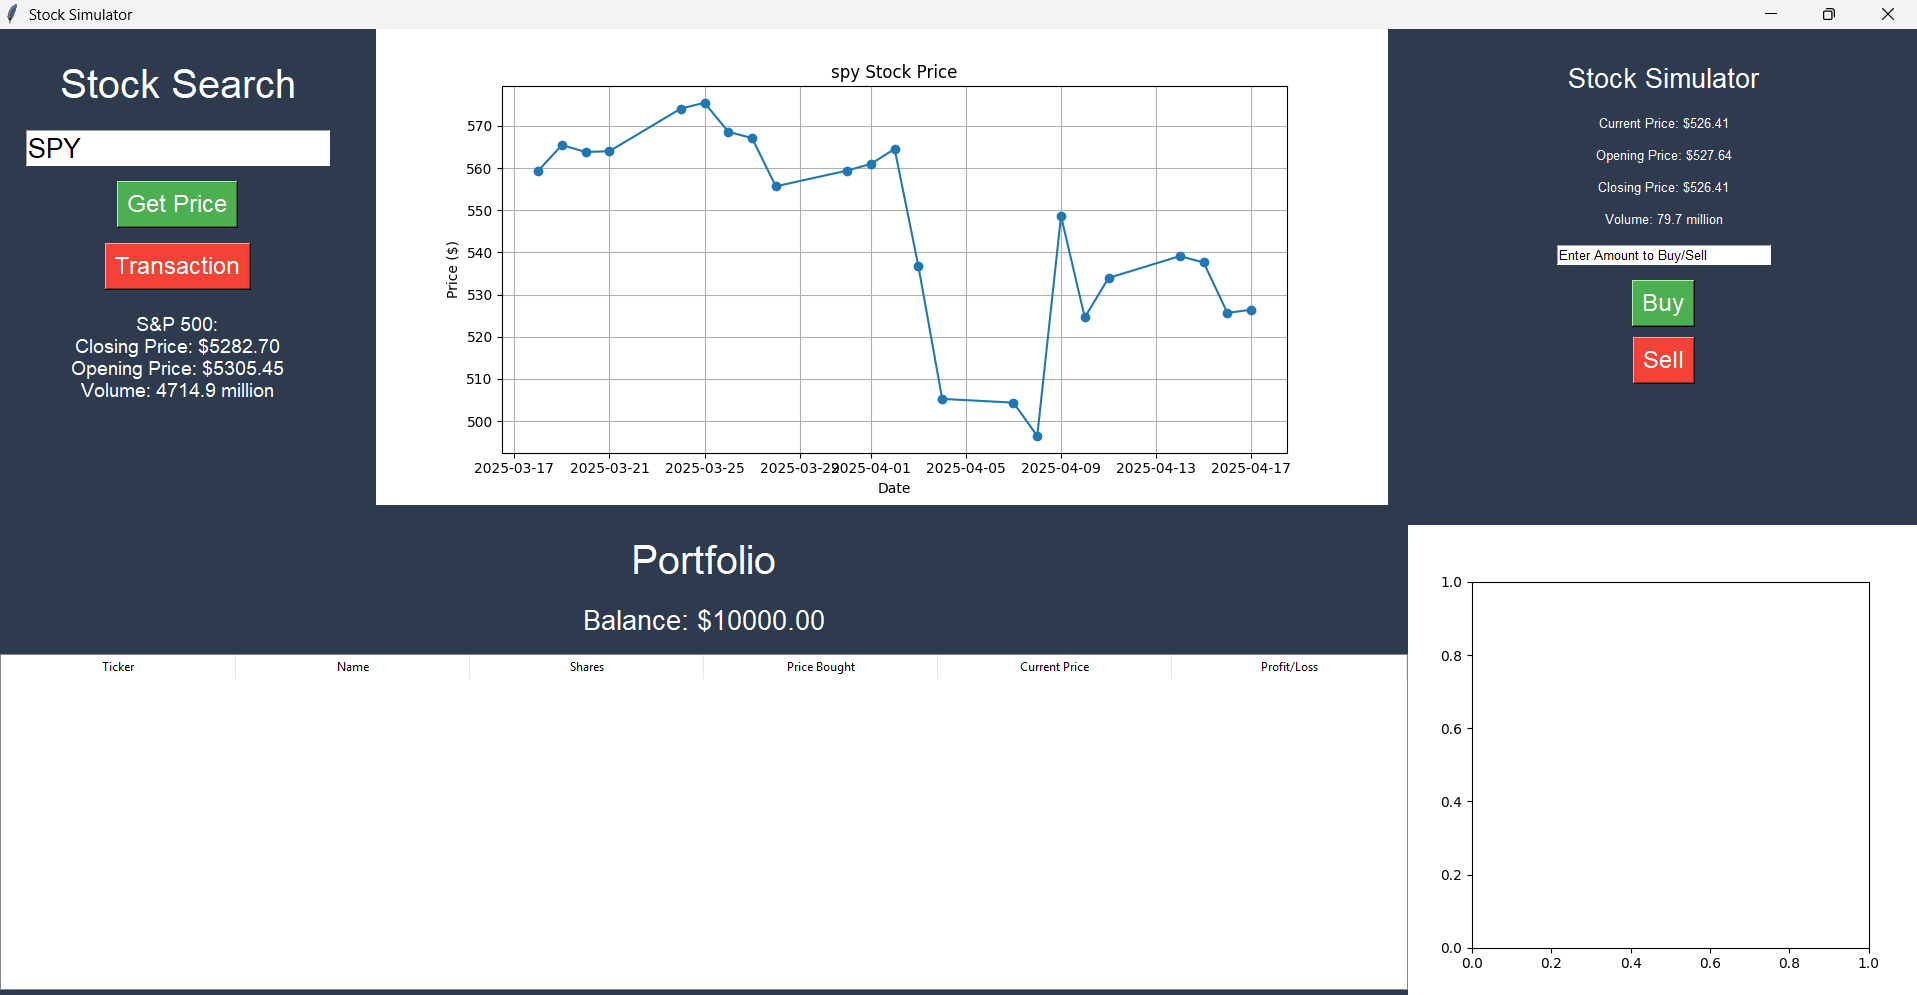 Stock Simulator
Stock Search
SPY
Get Price
Transaction
S&P 500:
Closing Price: $5282.70
Opening Price: $5305.45
Volume: 4714.9 million
spy Stock Price
Price ($)
570
560
550
540
530
520
510
500
2025-03-17 2025-03-21 2025-03-25 2025-03-29 2025-04-01 2025-04-05 2025-04-09 2025-04-13 2025-04-17
Date
Stock Simulator
Current Price: $526.41
Opening Price: $527.64
Closing Price: $526.41
Volume: 79.7 million
Enter Amount to Buy/Sell
Buy
Sell
Portfolio
Balance: $10000.00
Ticker Name Shares Price Bought Current Price Profit/Loss
1.0
0.8
0.6
0.4
0.2
0.0
0.0 0.2 0.4 0.6 0.8 1.0